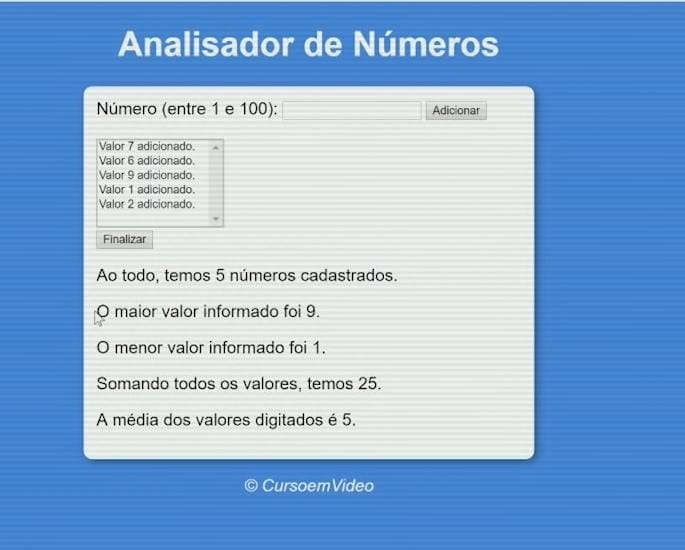 Analisador de Números
Número (entre 1 e 100): Adicionar
Valor 7 adicionado.
Valor 6 adicionado.
Valor 9 adicionado.
Valor 1 adicionado.
Valor 2 adicionado.
Finalizar
Ao todo, temos 5 números cadastrados.
O maior valor informado foi 9.
O menor valor informado foi 1.
Somando todos os valores, temos 25.
A média dos valores digitados é 5.
© CursoemVideo